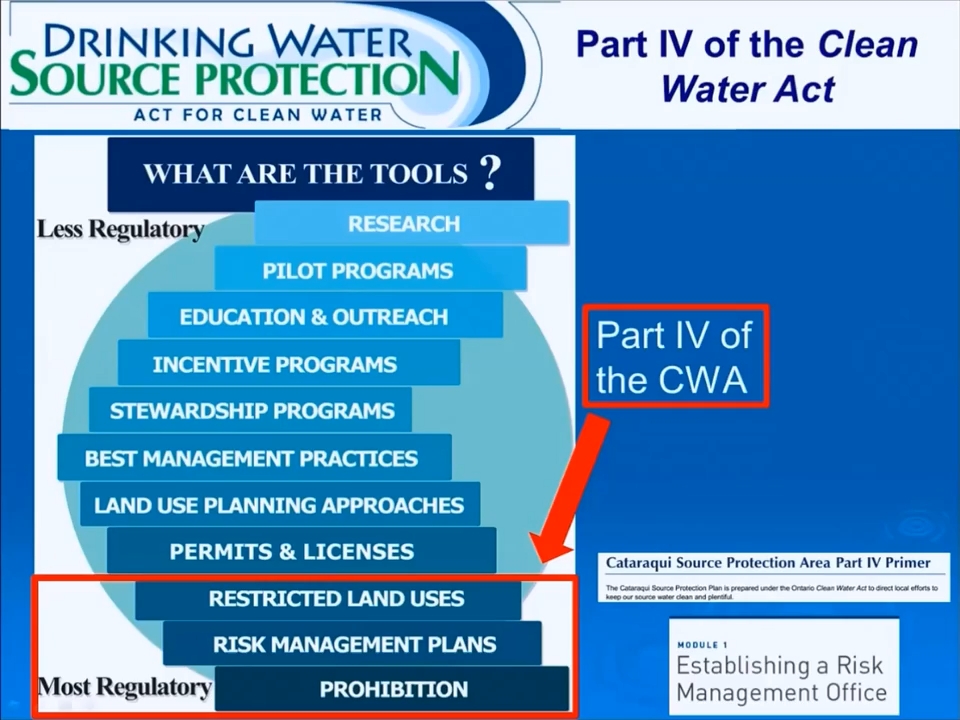 DRINKING WATER
SOURCE PROTECTION
ACT FOR CLEAN WATER
Part IV of the Clean
Water Act
WHAT ARE THE TOOLS ?
Less Regulatory
RESEARCH
PILOT PROGRAMS
EDUCATION & OUTREACH
INCENTIVE PROGRAMS
STEWARDSHIP PROGRAMS
BEST MANAGEMENT PRACTICES
LAND USE PLANNING APPROACHES
PERMITS & LICENSES
RESTRICTED LAND USES
RISK MANAGEMENT PLANS
Most Regulatory
PROHIBITION
Part IV of
the CWA
Cataraqui Source Protection Area Part IV Primer
The Cataraqui Source Protection Plan is prepared under the Ontario Clean Water Act to direct local efforts to
keep our source water clean and plentiful.
MODULE 1
Establishing a Risk
Management Office